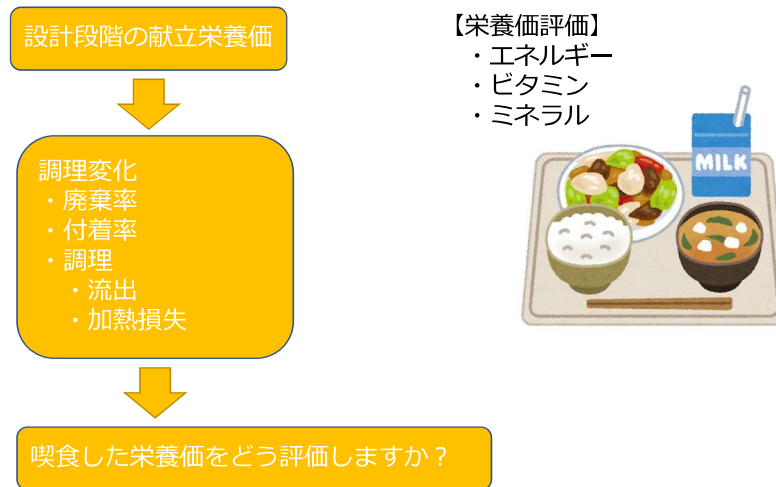 設計段階の献立栄養価
調理変化
・廃棄率
・付着率
・調理
・流出
・加熱損失
喫食した栄養価をどう評価しますか？
【栄養価評価】
・エネルギー
・ビタミン
・ミネラル
MILK